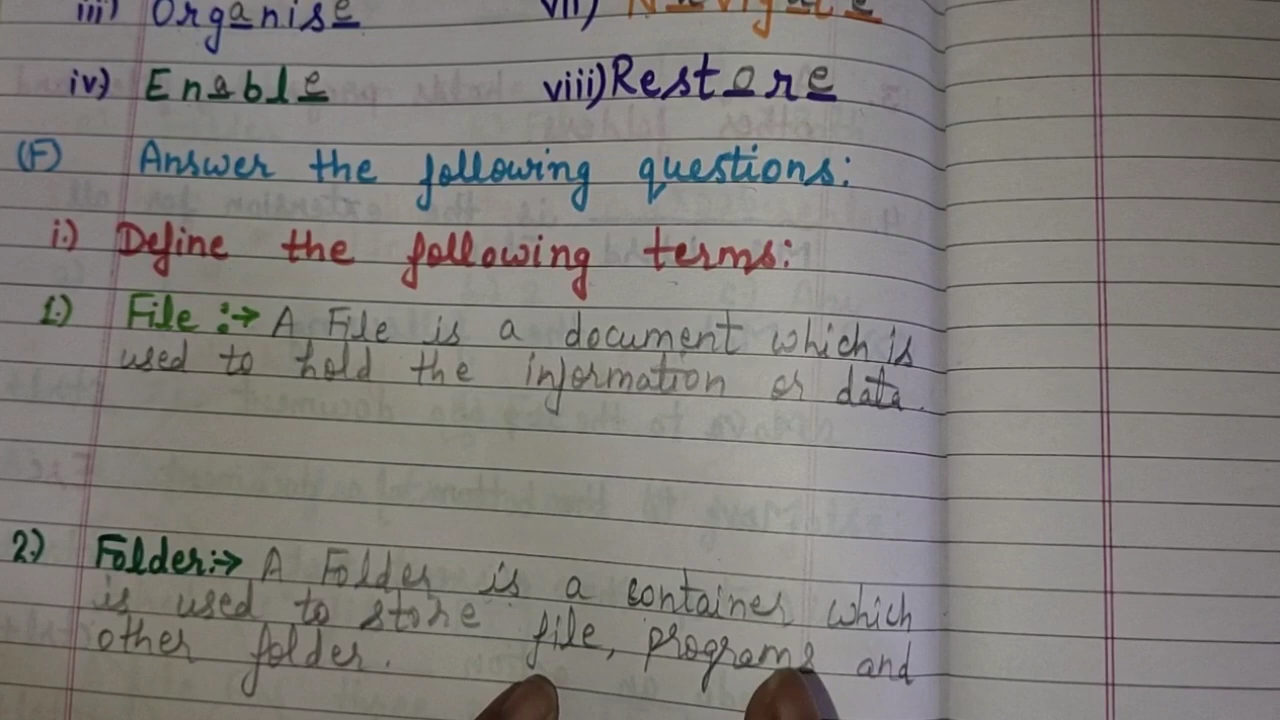 iii) Organise vii) Navigate
iv) Enable viii) Restore
(F) Answer the following questions:
i.) Define the following terms:
1.) File :→ A File is a document which is
used to hold the information or data.
2.) Folder:→ A Folder is a container which
is used to store file, programs and
other folder.